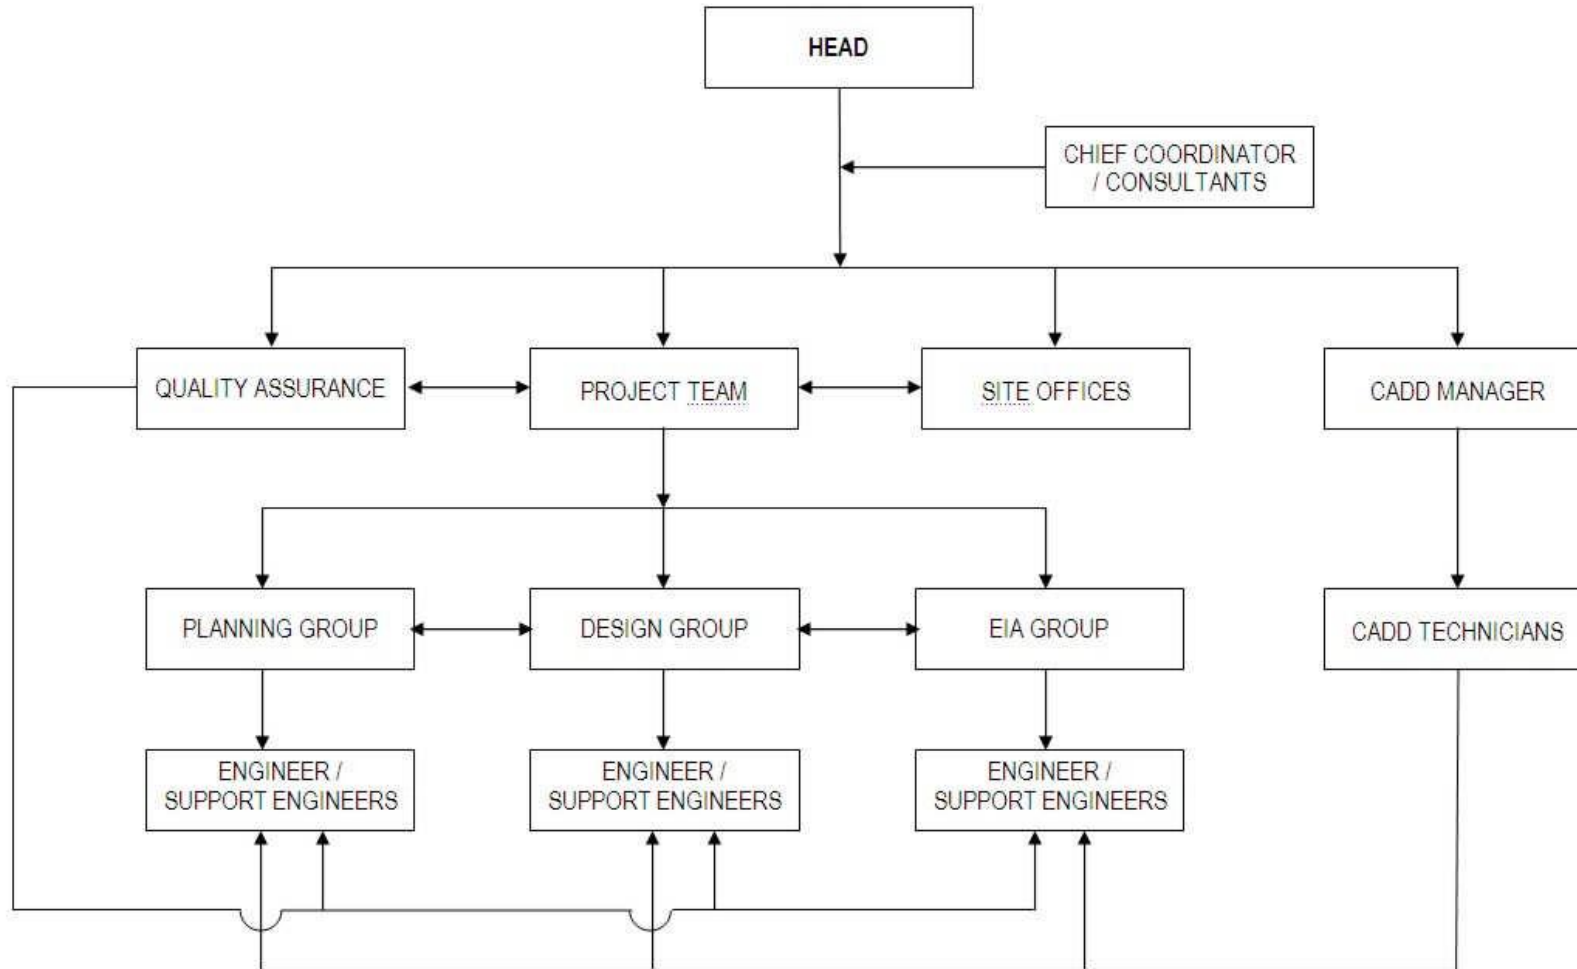 HEAD
CHIEF COORDINATOR
/ CONSULTANTS
QUALITY ASSURANCE
PROJECT TEAM
SITE OFFICES
CADD MANAGER
PLANNING GROUP
DESIGN GROUP
EIA GROUP
CADD TECHNICIANS
ENGINEER /
SUPPORT ENGINEERS
ENGINEER /
SUPPORT ENGINEERS
ENGINEER /
SUPPORT ENGINEERS